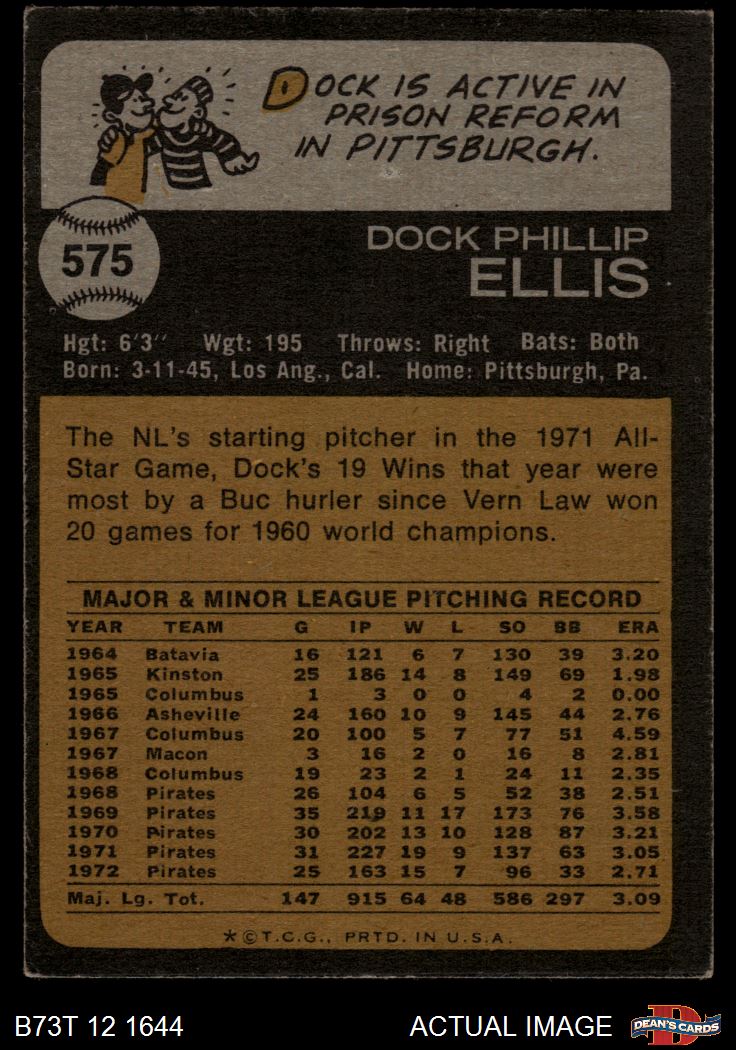 DOCK IS ACTIVE IN
PRISON REFORM
IN PITTSBURGH.
575
DOCK PHILLIP
ELLIS
Hgt: 6'3" Wgt: 195 Throws: Right Bats: Both
Born: 3-11-45, Los Ang., Cal. Home: Pittsburgh, Pa.
The NL's starting pitcher in the 1971 All-
Star Game, Dock's 19 Wins that year were
most by a Buc hurler since Vern Law won
20 games for 1960 world champions.
MAJOR & MINOR LEAGUE PITCHING RECORD
YEAR TEAM G IP W L SO BB ERA
1964 Batavia 16 121 6 7 130 39 3.20
1965 Kinston 25 186 14 8 149 69 1.98
1965 Columbus 1 3 0 0 4 2 0.00
1966 Asheville 24 160 10 9 145 44 2.76
1967 Columbus 20 100 5 7 77 51 4.59
1967 Macon 3 16 2 0 16 8 2.81
1968 Columbus 19 23 2 1 24 11 2.35
1968 Pirates 26 104 6 5 52 38 2.51
1969 Pirates 35 219 11 17 173 76 3.58
1970 Pirates 30 202 13 10 128 87 3.21
1971 Pirates 31 227 19 9 137 63 3.05
1972 Pirates 25 163 15 7 96 33 2.71
Maj. Lg. Tot. 147 915 64 48 586 297 3.09
*©T.C.G., PRTD. IN U.S.A.
B73T 12 1644 ACTUAL IMAGE DEAN'S CARDS